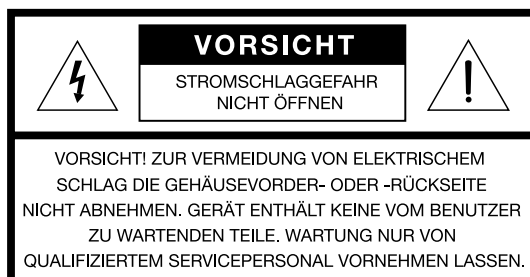 VORSICHT
STROMSCHLAGGEFAHR
NICHT ÖFFNEN
VORSICHT! ZUR VERMEIDUNG VON ELEKTRISCHEM
SCHLAG DIE GEHÄUSEVORDER- ODER -RÜCKSEITE
NICHT ABNEHMEN. GERÄT ENTHÄLT KEINE VOM BENUTZER
ZU WARTENDEN TEILE. WARTUNG NUR VON
QUALIFIZIERTEM SERVICEPERSONAL VORNEHMEN LASSEN.